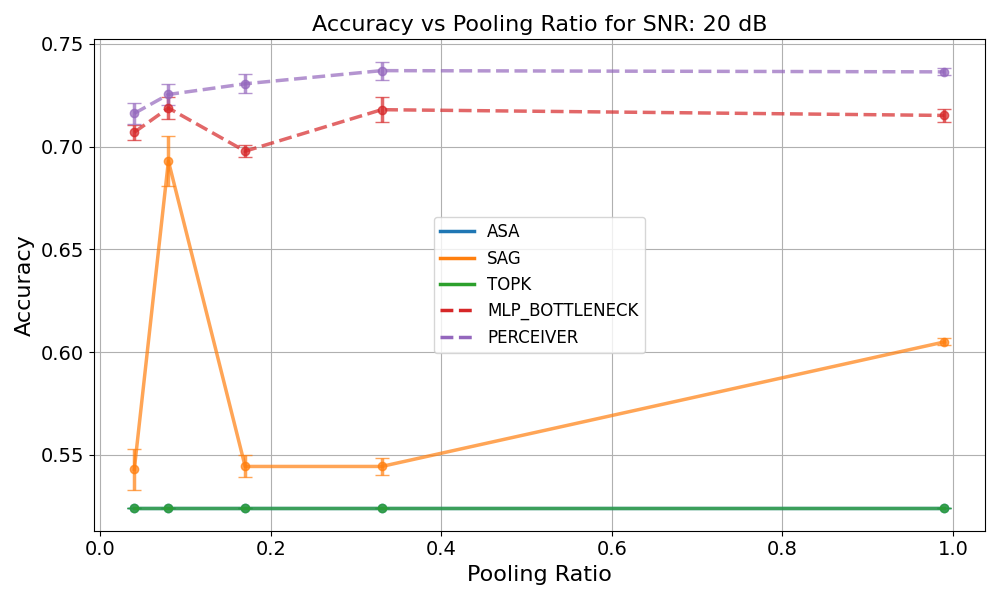 Accuracy vs Pooling Ratio for SNR: 20 dB
0.75
0.70
0.65
0.60
0.55
Accuracy
ASA
SAG
TOPK
MLP_BOTTLENECK
PERCEIVER
0.0 0.2 0.4 0.6 0.8 1.0
Pooling Ratio